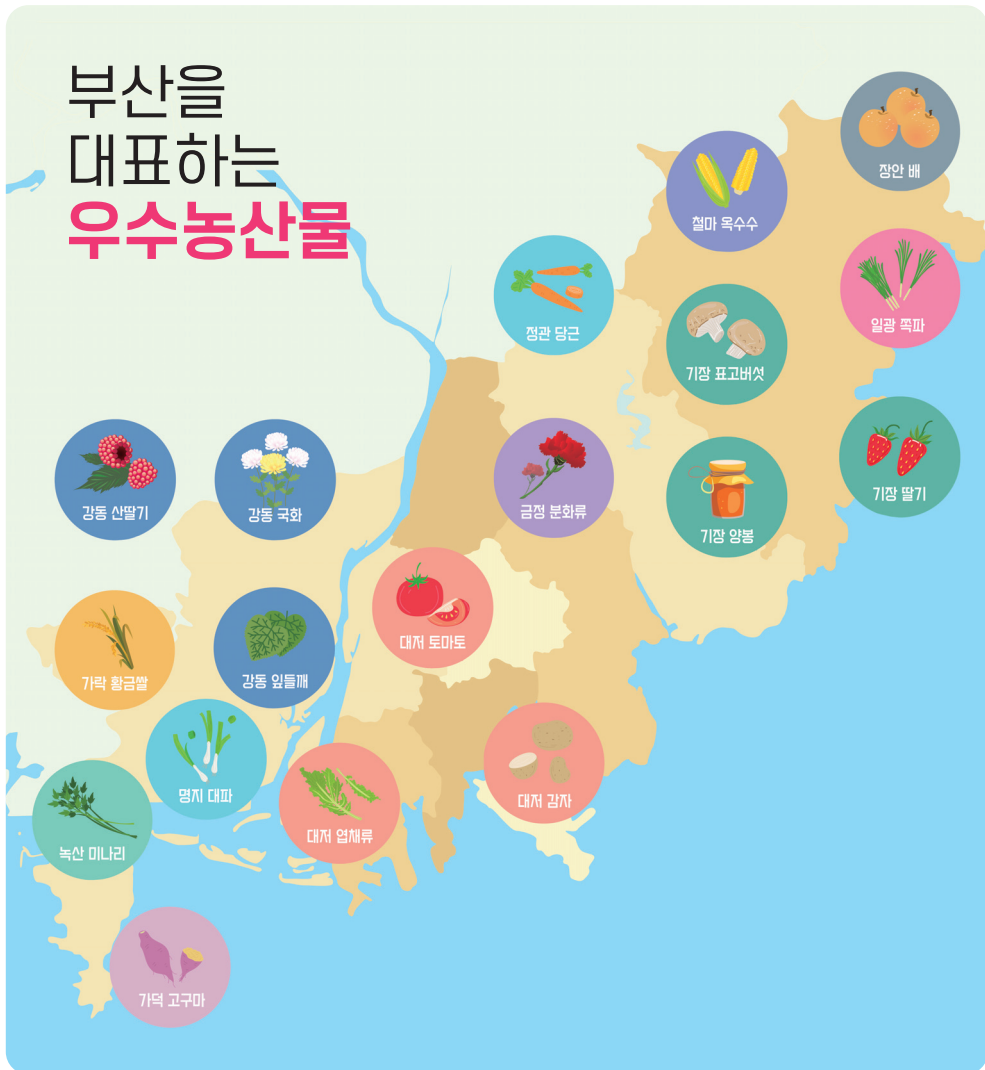 부산을
대표하는
우수농산물
장안 배
철마 옥수수
일광 쪽파
정관 당근
기장 표고버섯
기장 딸기
강동 산딸기
강동 국화
금정 분화류
기장 양봉
대저 토마토
가락 황금쌀
강동 잎들깨
명지 대파
대저 감자
대저 엽채류
녹산 미나리
가덕 고구마